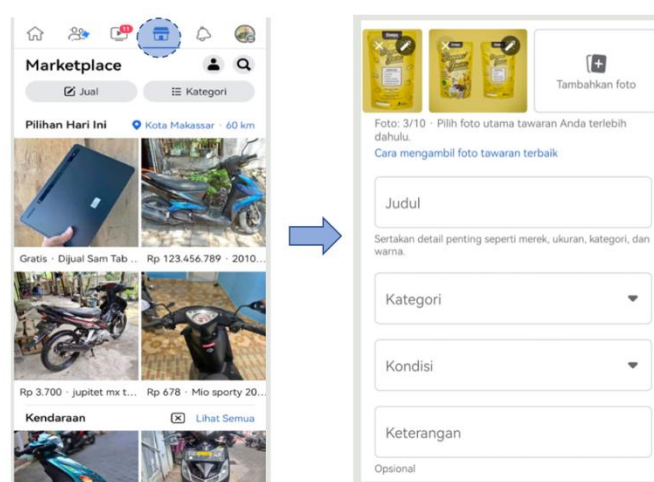 11
Marketplace
Jual
Kategori
Pilihan Hari Ini
Kota Makassar · 60 km
Gratis · Dijual Sam Tab ..
Rp 123.456.789 · 2010...
Rp 3.700 · jupitet mx t...
Rp 678 · Mio sporty 20...
Kendaraan
Lihat Semua
Tambahkan foto
Foto: 3/10 · Pilih foto utama tawaran Anda terlebih
dahulu.
Cara mengambil foto tawaran terbaik
Judul
Sertakan detail penting seperti merek, ukuran, kategori, dan
warna.
Kategori
Kondisi
Keterangan
Opsional